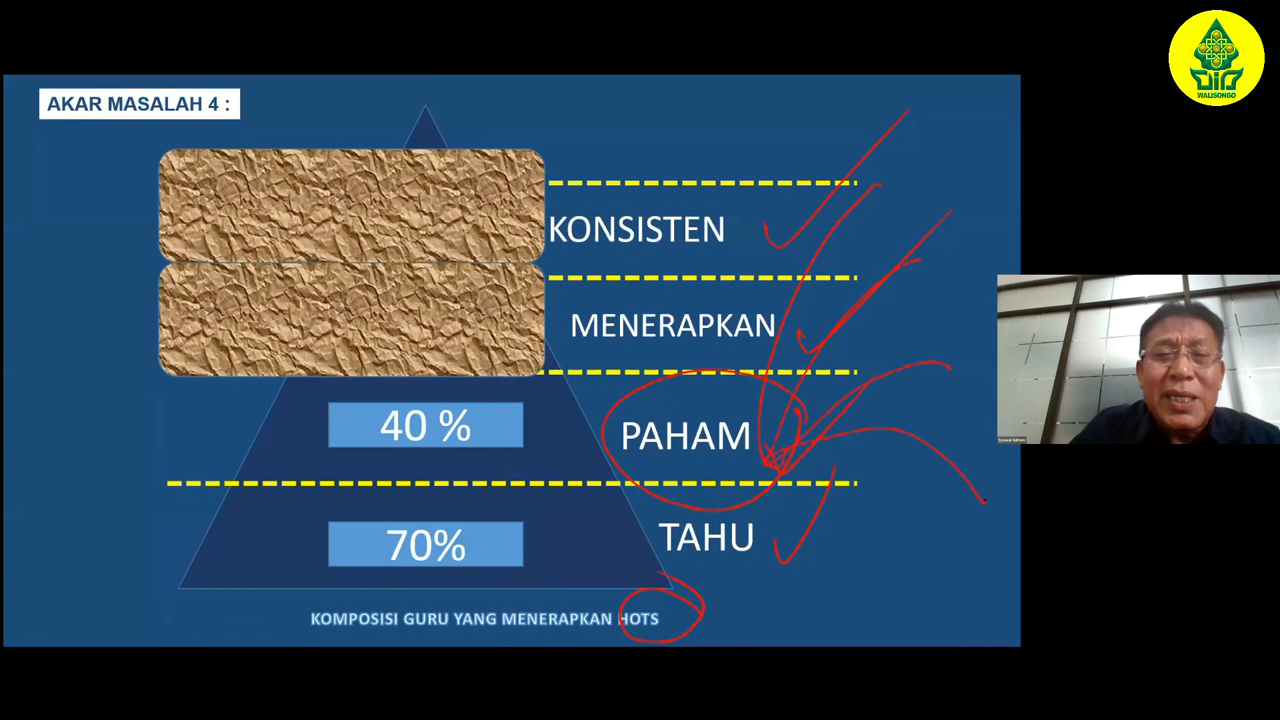 AKAR MASALAH 4 :
KONSISTEN
MENERAPKAN
40 %
PAHAM
70%
TAHU
KOMPOSISI GURU YANG MENERAPKAN HOTS
WALISONGO